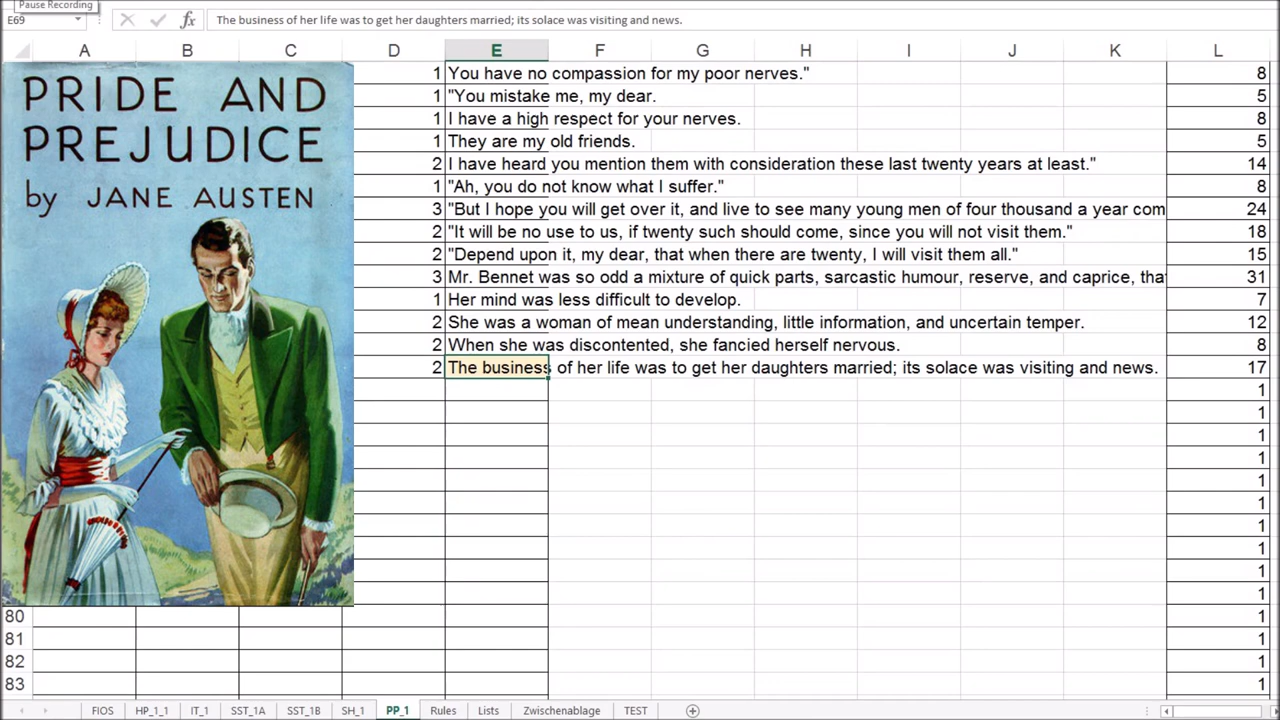 Pause Recording
E69
fx
The business of her life was to get her daughters married; its solace was visiting and news.
A B C D E F G H I J K L
PRIDE AND
PREJUDICE
by JANE AUSTEN
1 You have no compassion for my poor nerves." 8
1 "You mistake me, my dear. 5
1 I have a high respect for your nerves. 8
1 They are my old friends. 5
2 I have heard you mention them with consideration these last twenty years at least." 14
1 "Ah, you do not know what I suffer." 8
3 "But I hope you will get over it, and live to see many young men of four thousand a year com 24
2 "It will be no use to us, if twenty such should come, since you will not visit them." 18
2 "Depend upon it, my dear, that when there are twenty, I will visit them all." 15
3 Mr. Bennet was so odd a mixture of quick parts, sarcastic humour, reserve, and caprice, tha 31
1 Her mind was less difficult to develop. 7
2 She was a woman of mean understanding, little information, and uncertain temper. 12
2 When she was discontented, she fancied herself nervous. 8
2 The business of her life was to get her daughters married; its solace was visiting and news. 17
1
1
1
1
1
1
1
1
1
1
80 1
81 1
82 1
83 1
FIOS HP_1_1 IT_1 SST_1A SST_1B SH_1 PP_1 Rules Lists Zwischenablage TEST